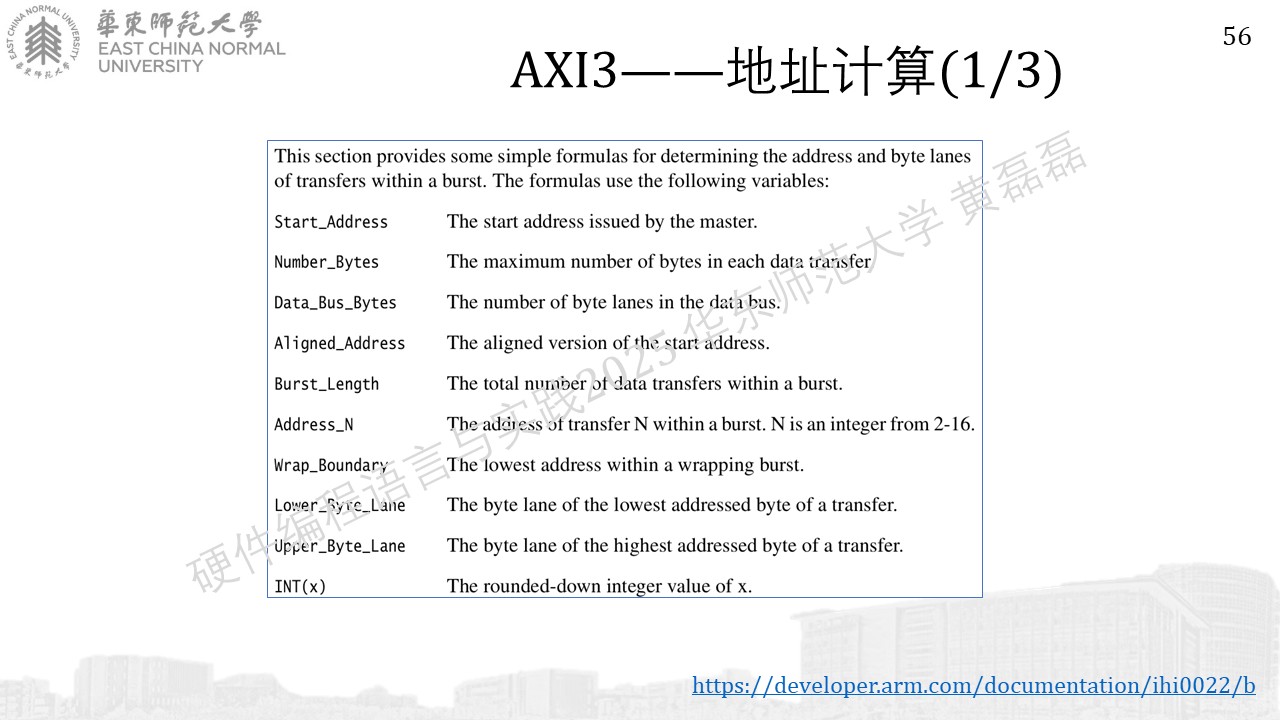 華東師範大學
EAST CHINA NORMAL
UNIVERSITY
EAST CHINA NORMAL UNIVERSITY
華東師範大學
56
AXI3——地址计算(1/3)
This section provides some simple formulas for determining the address and byte lanes
of transfers within a burst. The formulas use the following variables:
Start_Address The start address issued by the master.
Number_Bytes The maximum number of bytes in each data transfer
Data_Bus_Bytes The number of byte lanes in the data bus.
Aligned_Address The aligned version of the start address.
Burst_Length The total number of data transfers within a burst.
Address_N The address of transfer N within a burst. N is an integer from 2-16.
Wrap_Boundary The lowest address within a wrapping burst.
Lower_Byte_Lane The byte lane of the lowest addressed byte of a transfer.
Upper_Byte_Lane The byte lane of the highest addressed byte of a transfer.
INT(x) The rounded-down integer value of x.
硬件编程语言与实践2025 华东师范大学 黄磊磊
https://developer.arm.com/documentation/ihi0022/b